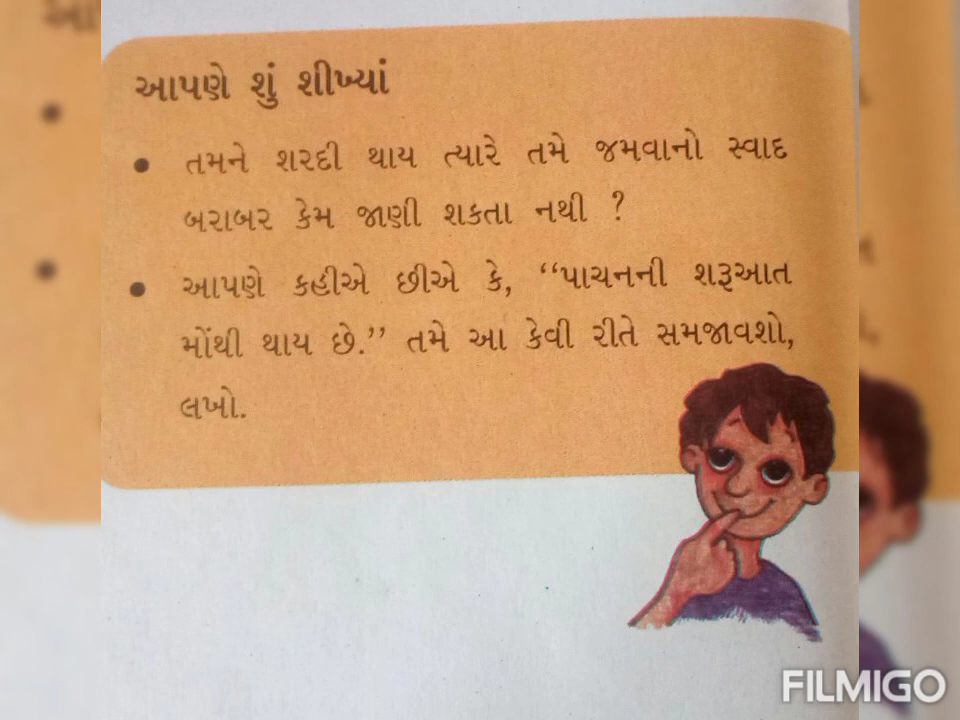 આપણે શું શીખ્યાં
• તમને શરદી થાય ત્યારે તમે જમવાનો સ્વાદ
બરાબર કેમ જાણી શકતા નથી ?
• આપણે કહીએ છીએ કે, “પાચનની શરૂઆત
મોંથી થાય છે.” તમે આ કેવી રીતે સમજાવશો,
લખો.
FILMIGO